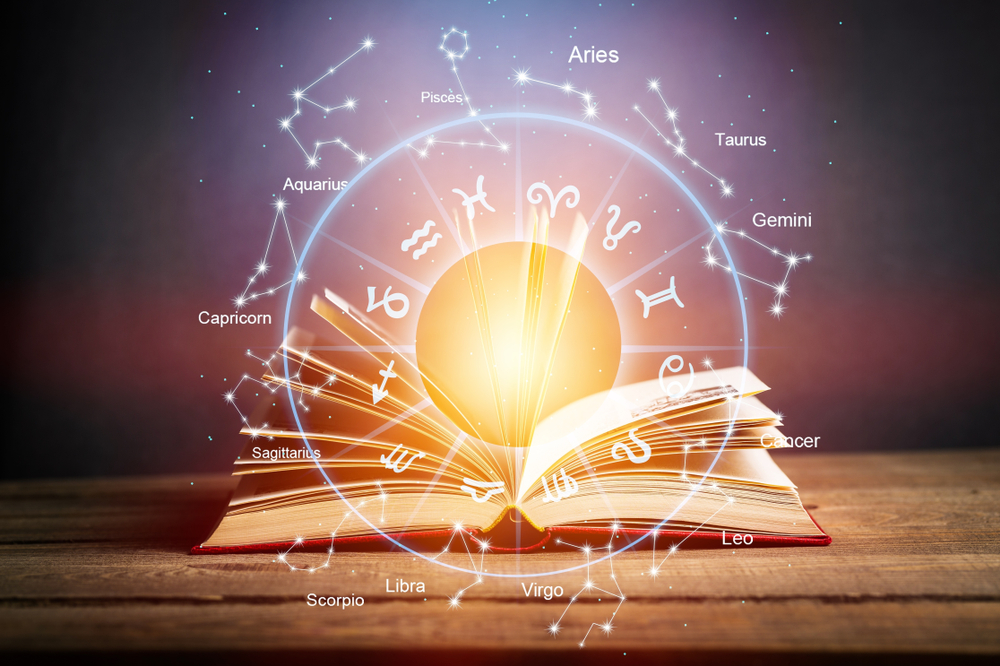 Aries
Pisces
Taurus
Aquarius
Gemini
Capricorn
Cancer
Sagittarius
Leo
Libra
Virgo
Scorpio